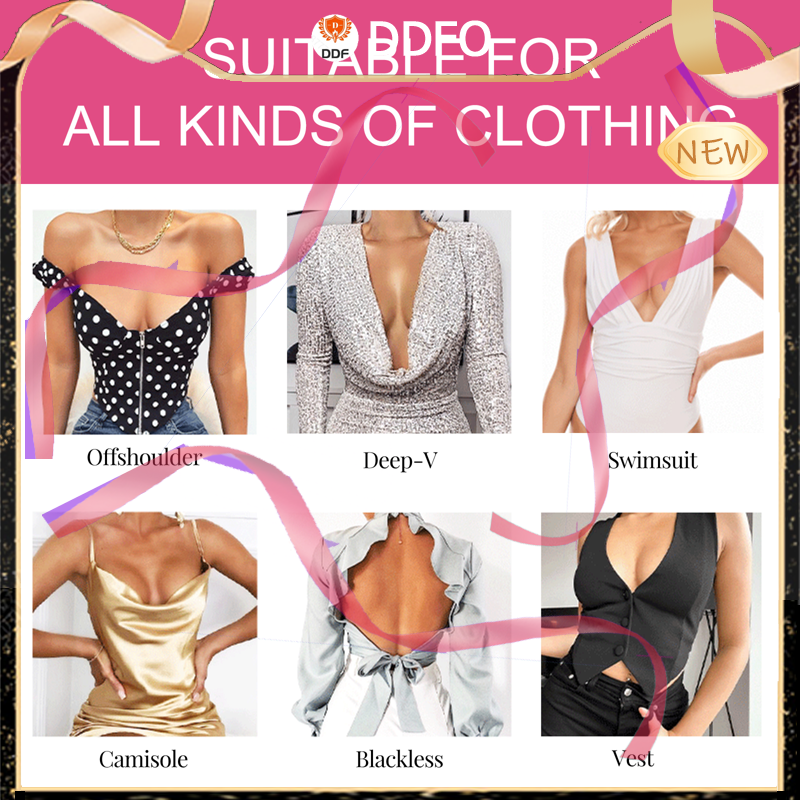 DDF
DDFO
SUITABLE FOR
ALL KINDS OF CLOTHING
NEW
Offshoulder
Deep-V
Swimsuit
Camisole
Blackless
Vest